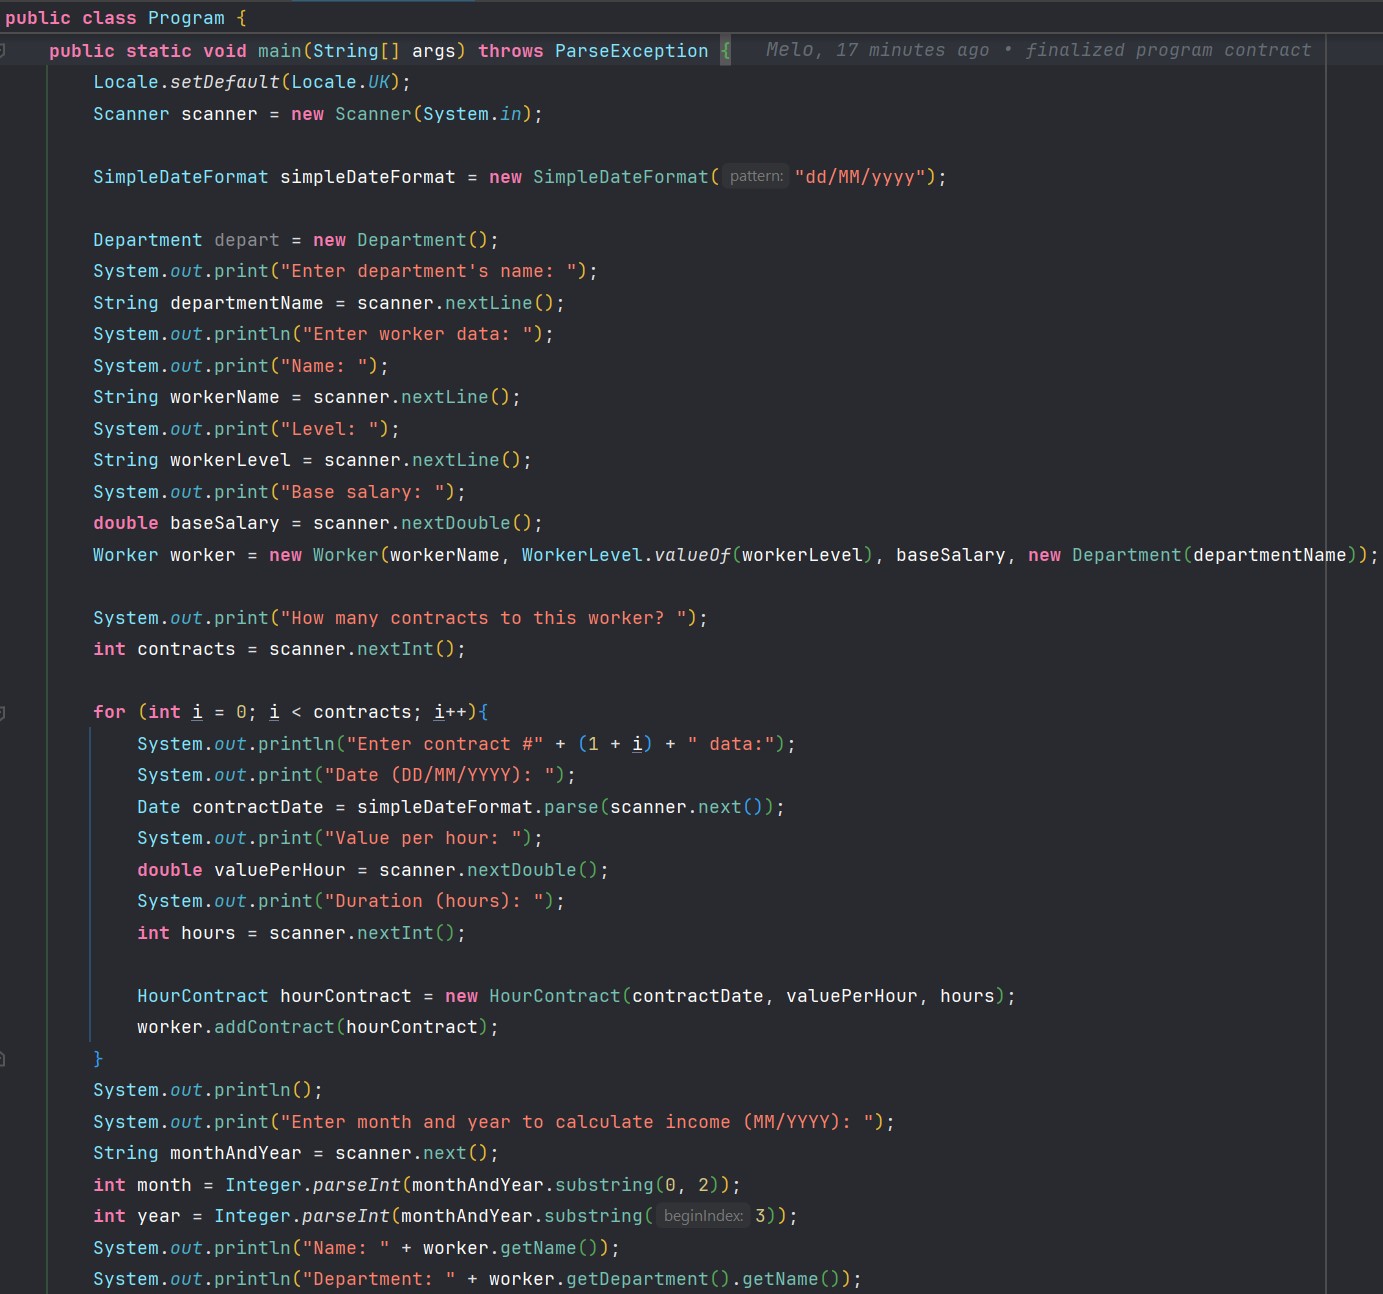 public class Program {
    public static void main(String[] args) throws ParseException {    Melo, 17 minutes ago • finalized program contract
        Locale.setDefault(Locale.UK);
        Scanner scanner = new Scanner(System.in);

        SimpleDateFormat simpleDateFormat = new SimpleDateFormat( pattern: "dd/MM/yyyy");

        Department depart = new Department();
        System.out.print("Enter department's name: ");
        String departmentName = scanner.nextLine();
        System.out.println("Enter worker data: ");
        System.out.print("Name: ");
        String workerName = scanner.nextLine();
        System.out.print("Level: ");
        String workerLevel = scanner.nextLine();
        System.out.print("Base salary: ");
        double baseSalary = scanner.nextDouble();
        Worker worker = new Worker(workerName, WorkerLevel.valueOf(workerLevel), baseSalary, new Department(departmentName));

        System.out.print("How many contracts to this worker? ");
        int contracts = scanner.nextInt();

        for (int i = 0; i < contracts; i++){
            System.out.println("Enter contract #" + (1 + i) + " data:");
            System.out.print("Date (DD/MM/YYYY): ");
            Date contractDate = simpleDateFormat.parse(scanner.next());
            System.out.print("Value per hour: ");
            double valuePerHour = scanner.nextDouble();
            System.out.print("Duration (hours): ");
            int hours = scanner.nextInt();

            HourContract hourContract = new HourContract(contractDate, valuePerHour, hours);
            worker.addContract(hourContract);
        }
        System.out.println();
        System.out.print("Enter month and year to calculate income (MM/YYYY): ");
        String monthAndYear = scanner.next();
        int month = Integer.parseInt(monthAndYear.substring(0, 2));
        int year = Integer.parseInt(monthAndYear.substring( beginIndex: 3));
        System.out.println("Name: " + worker.getName());
        System.out.println("Department: " + worker.getDepartment().getName());